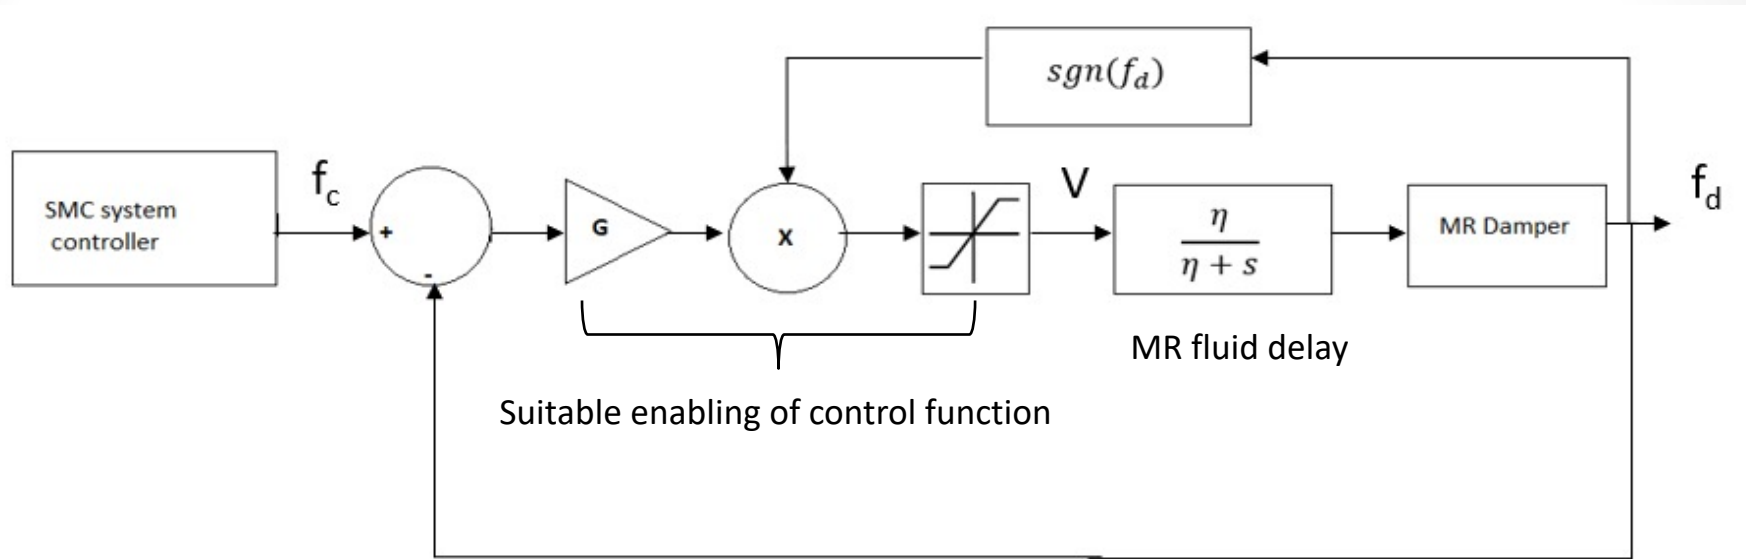 sgn(f_d)
SMC system
controller
f_c
+
-
G
X
V
η
η + s
MR Damper
f_d
MR fluid delay
Suitable enabling of control function